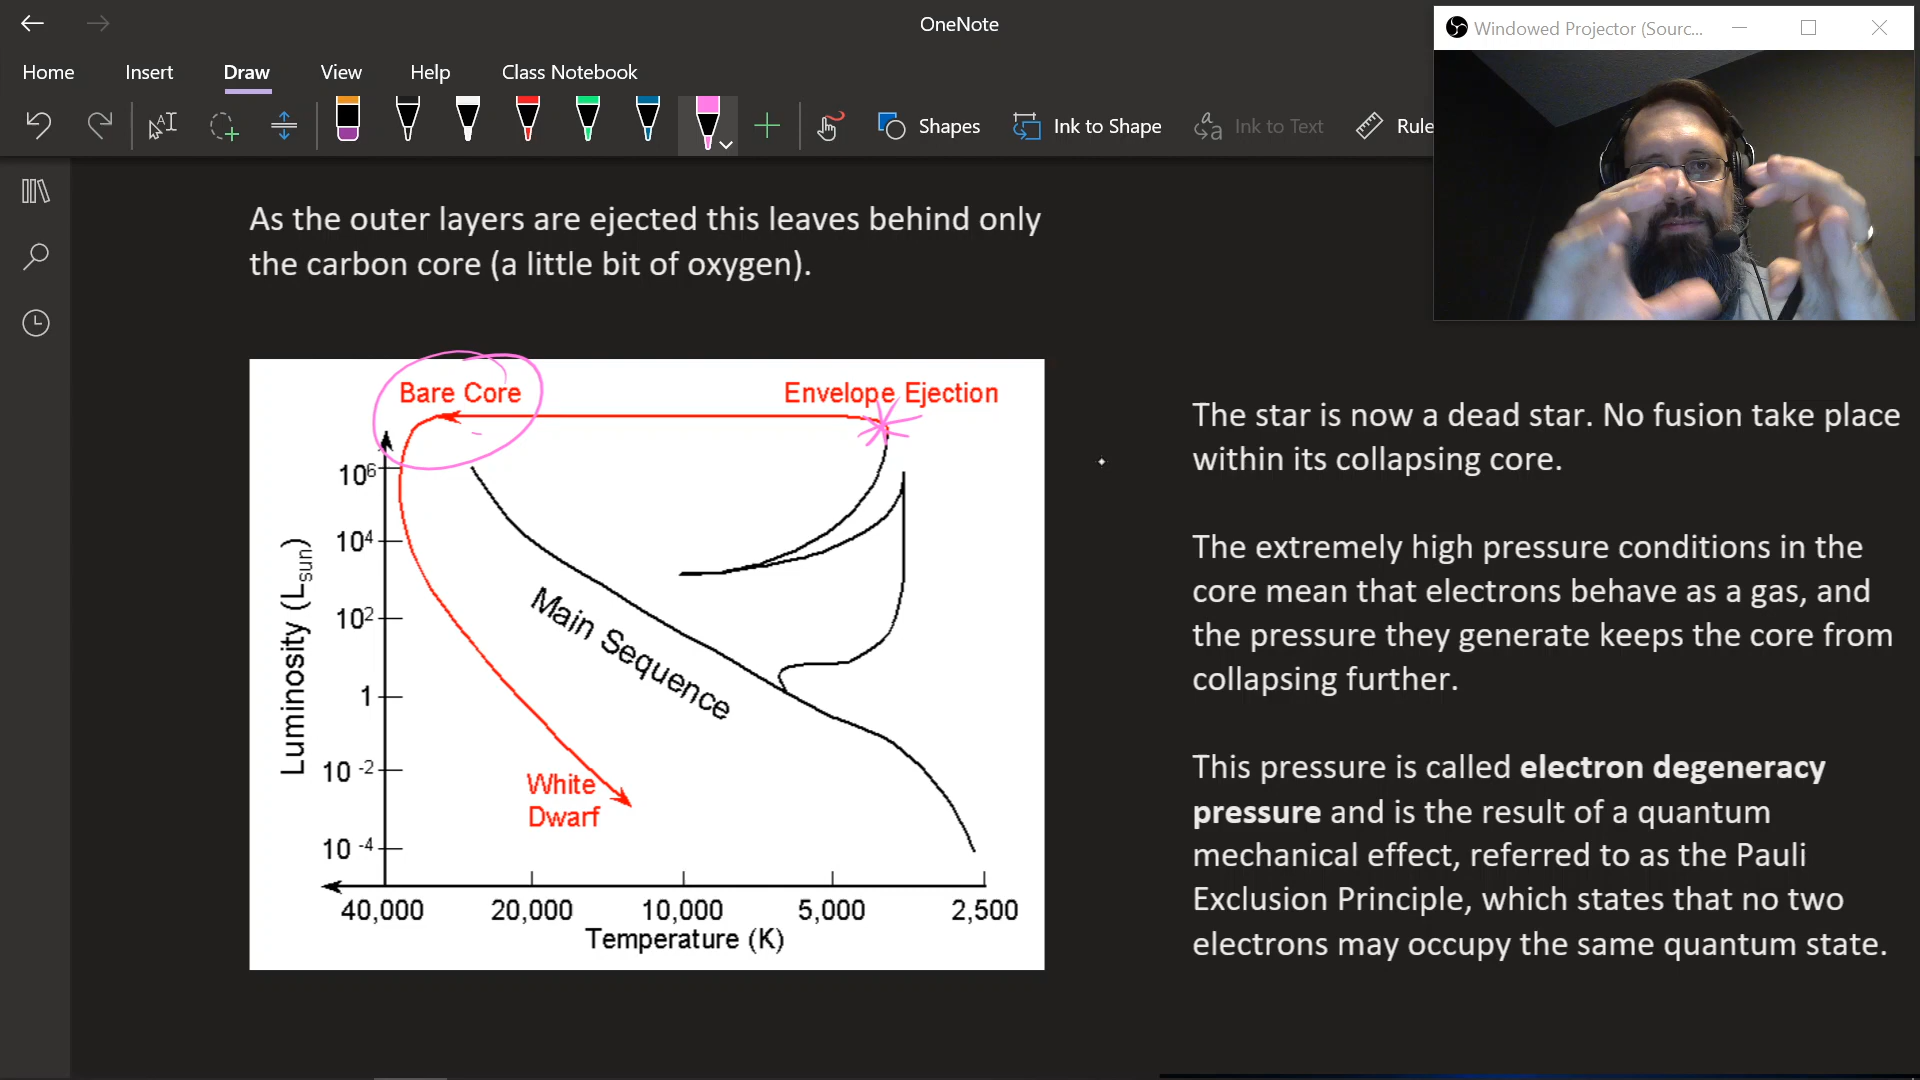 OneNote
Windowed Projector (Sourc...
Home Insert Draw View Help Class Notebook
Shapes Ink to Shape Ink to Text Rule
As the outer layers are ejected this leaves behind only
the carbon core (a little bit of oxygen).
Bare Core
Envelope Ejection
10⁶
10⁴
10²
1
10⁻²
10⁻⁴
Luminosity (Lsun)
Main Sequence
White
Dwarf
40,000 20,000 10,000 5,000 2,500
Temperature (K)
The star is now a dead star. No fusion take place
within its collapsing core.
The extremely high pressure conditions in the
core mean that electrons behave as a gas, and
the pressure they generate keeps the core from
collapsing further.
This pressure is called electron degeneracy
pressure and is the result of a quantum
mechanical effect, referred to as the Pauli
Exclusion Principle, which states that no two
electrons may occupy the same quantum state.